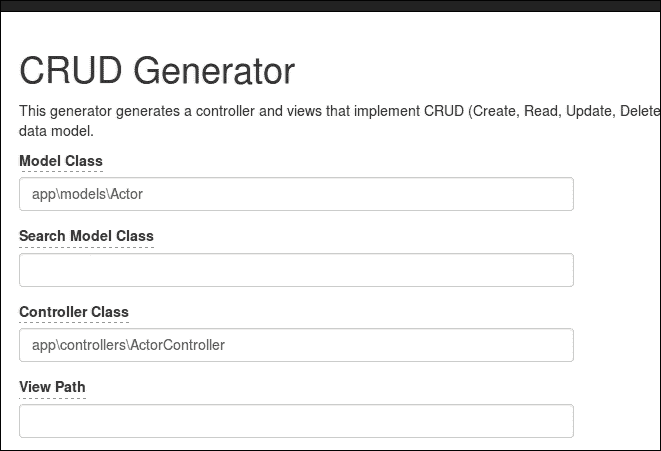 CRUD Generator
This generator generates a controller and views that implement CRUD (Create, Read, Update, Delete
data model.
Model Class
app\models\Actor
Search Model Class
Controller Class
app\controllers\ActorController
View Path